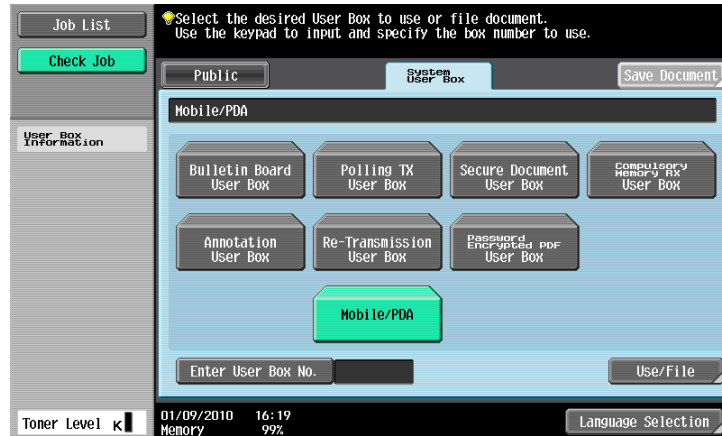 Job List
Check Job
User Box
Information
Toner Level K
Select the desired User Box to use or file document.
Use the keypad to input and specify the box number to use.
Public
System
User Box
Save Document
Mobile/PDA
Bulletin Board
User Box
Polling TX
User Box
Secure Document
User Box
Compulsory
Memory RX
User Box
Annotation
User Box
Re-Transmission
User Box
Password
Encrypted PDF
User Box
Mobile/PDA
Enter User Box No.
Use/File
01/09/2010 16:19
Memory 99%
Language Selection